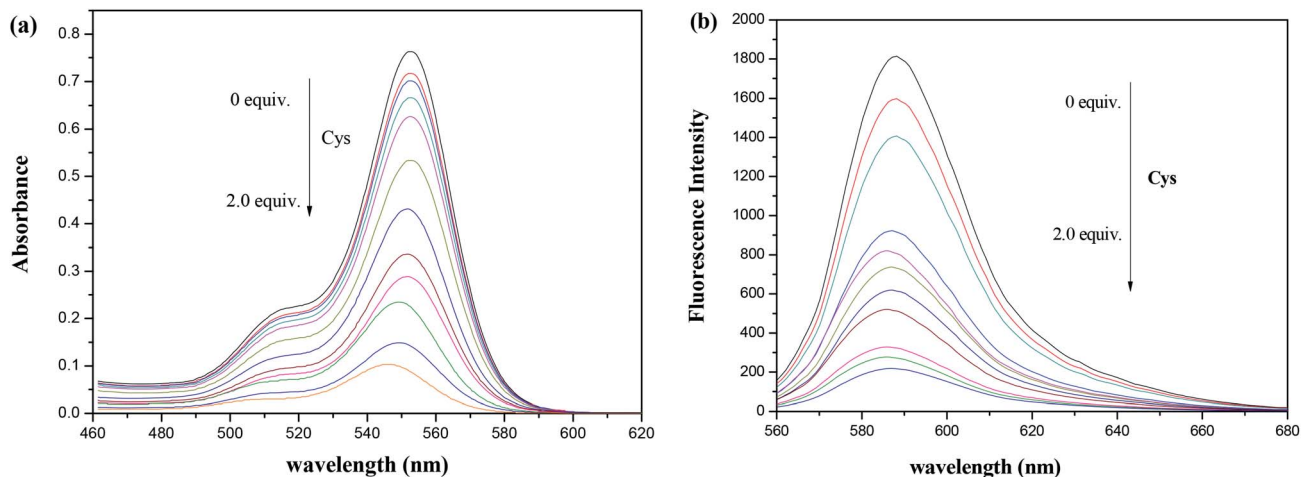 (a)
0.8
0.7
0.6
0.5
0.4
0.3
0.2
0.1
0.0
Absorbance
0 equiv.
Cys
2.0 equiv.
460 480 500 520 540 560 580 600 620
wavelength (nm)
(b)
2000
1800
1600
1400
1200
1000
800
600
400
200
0
Fluorescence Intensity
0 equiv.
Cys
2.0 equiv.
560 580 600 620 640 660 680
wavelength (nm)